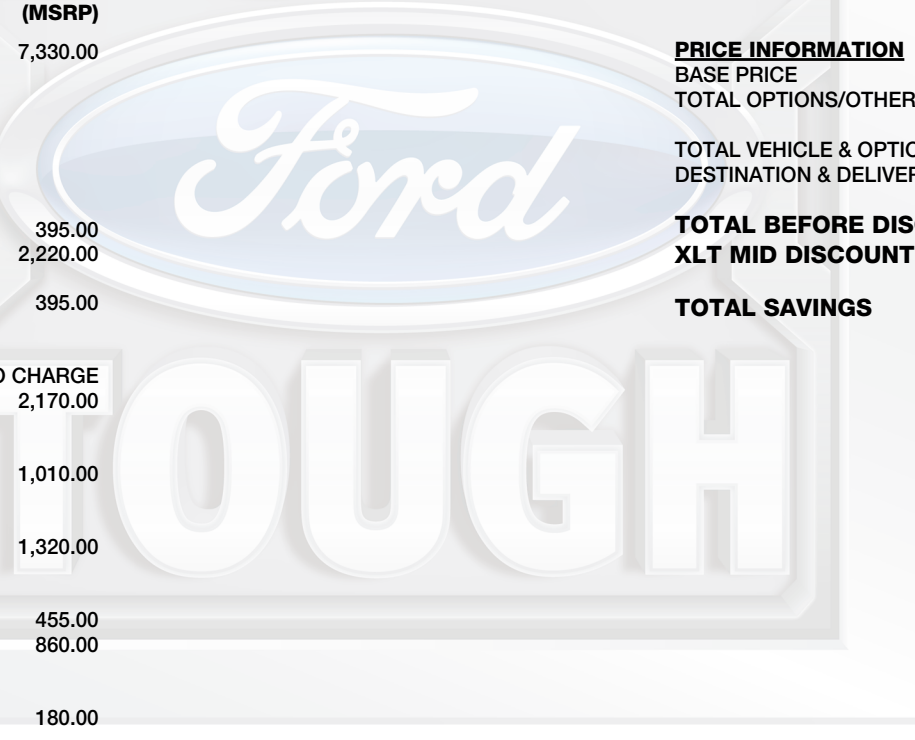 (MSRP)
7,330.00
395.00
2,220.00
395.00
CHARGE
2,170.00
1,010.00
1,320.00
455.00
860.00
180.00
PRICE INFORMATION
BASE PRICE
TOTAL OPTIONS/OTHER
TOTAL VEHICLE & OPTIO
DESTINATION & DELIVER
TOTAL BEFORE DIS
XLT MID DISCOUNT
TOTAL SAVINGS
Ford
TOUGH